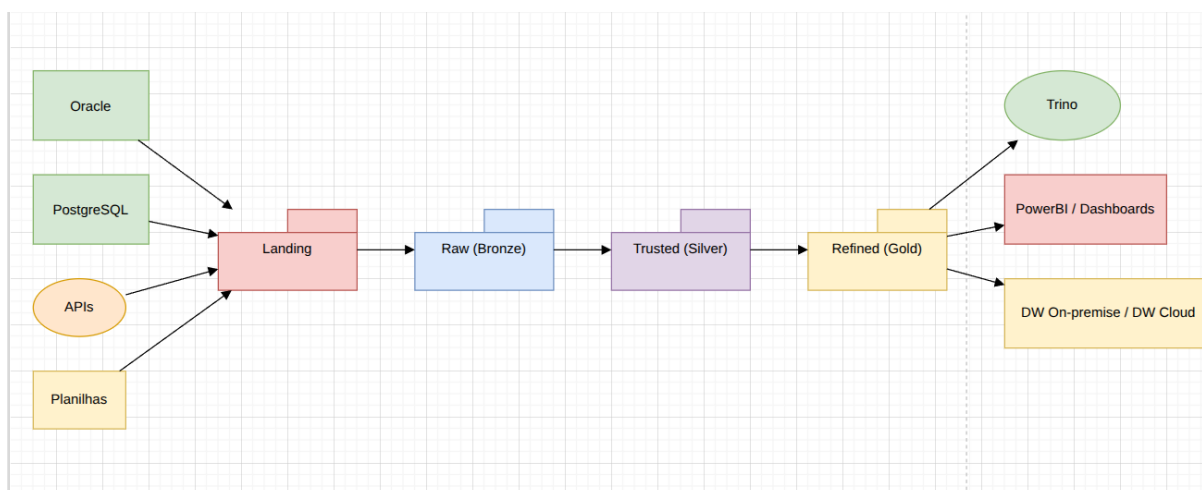 Oracle
PostgreSQL
APIs
Planilhas
Landing
Raw (Bronze)
Trusted (Silver)
Refined (Gold)
Trino
PowerBI / Dashboards
DW On-premise / DW Cloud